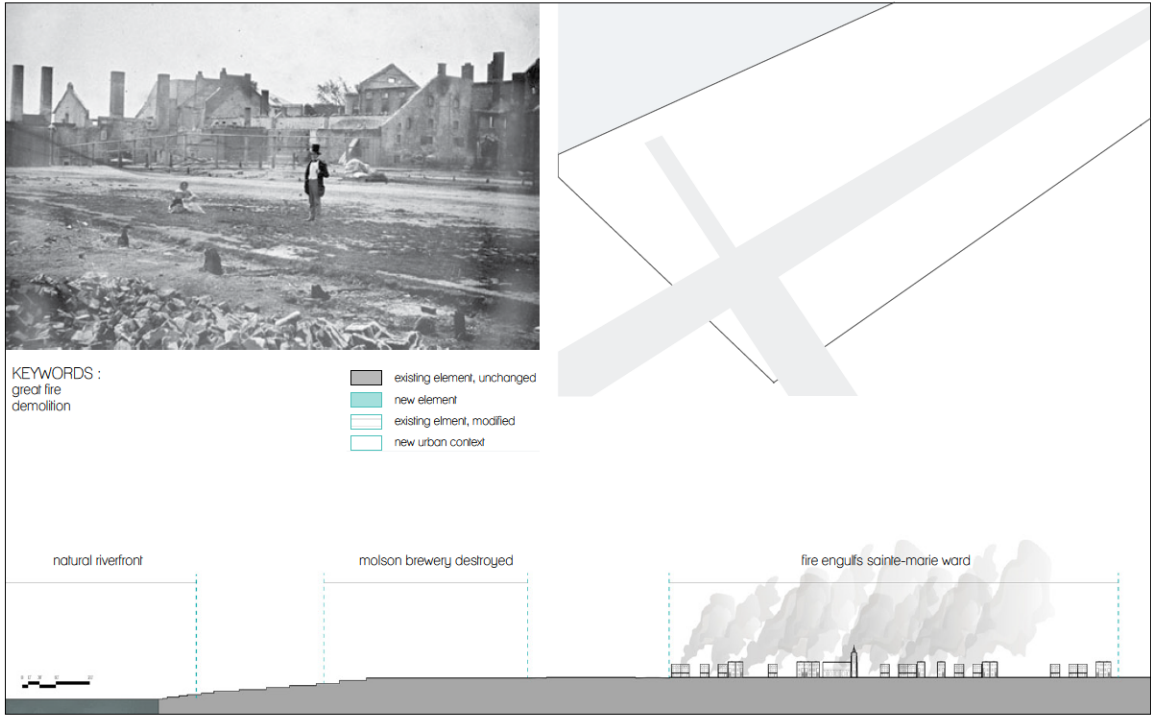 KEYWORDS :
great fire
demolition
existing element, unchanged
new element
existing elment, modified
new urban context
natural riverfront
molson brewery destroyed
fire engulfs sainte-marie ward